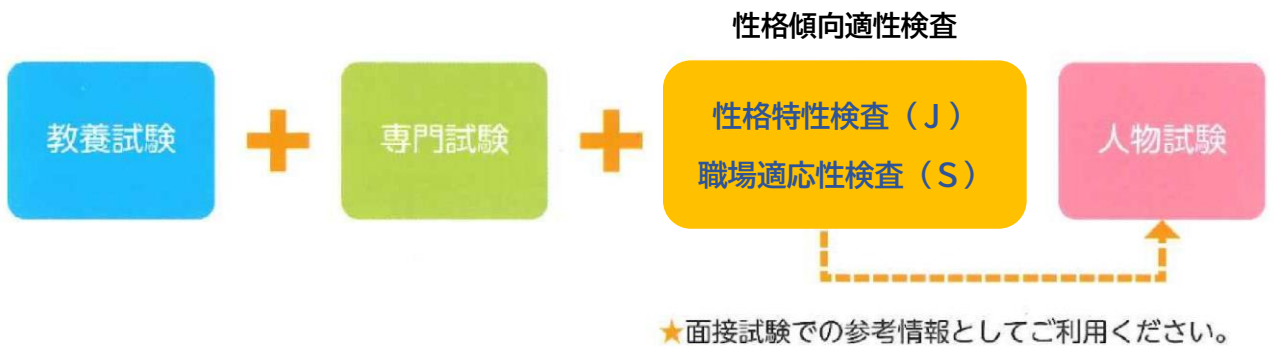 性格傾向適性検査
教養試験
専門試験
性格特性検査(J)
職場適応性検査(S)
人物試験
★面接試験での参考情報としてご利用ください。